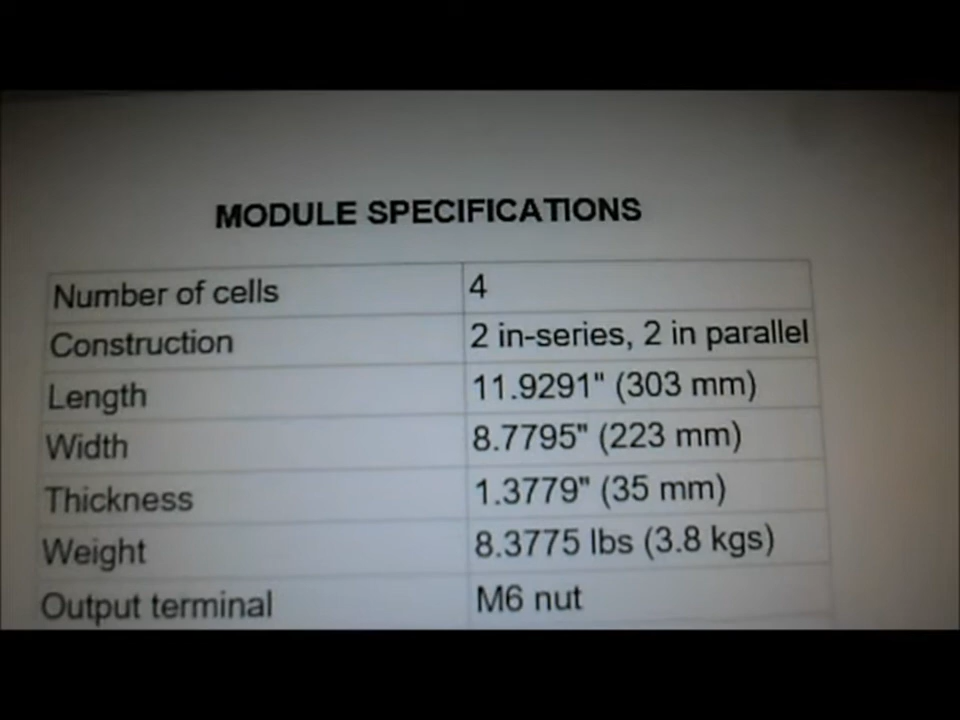 MODULE SPECIFICATIONS
Number of cells 4
Construction 2 in-series, 2 in parallel
Length 11.9291" (303 mm)
Width 8.7795" (223 mm)
Thickness 1.3779" (35 mm)
Weight 8.3775 lbs (3.8 kgs)
Output terminal M6 nut